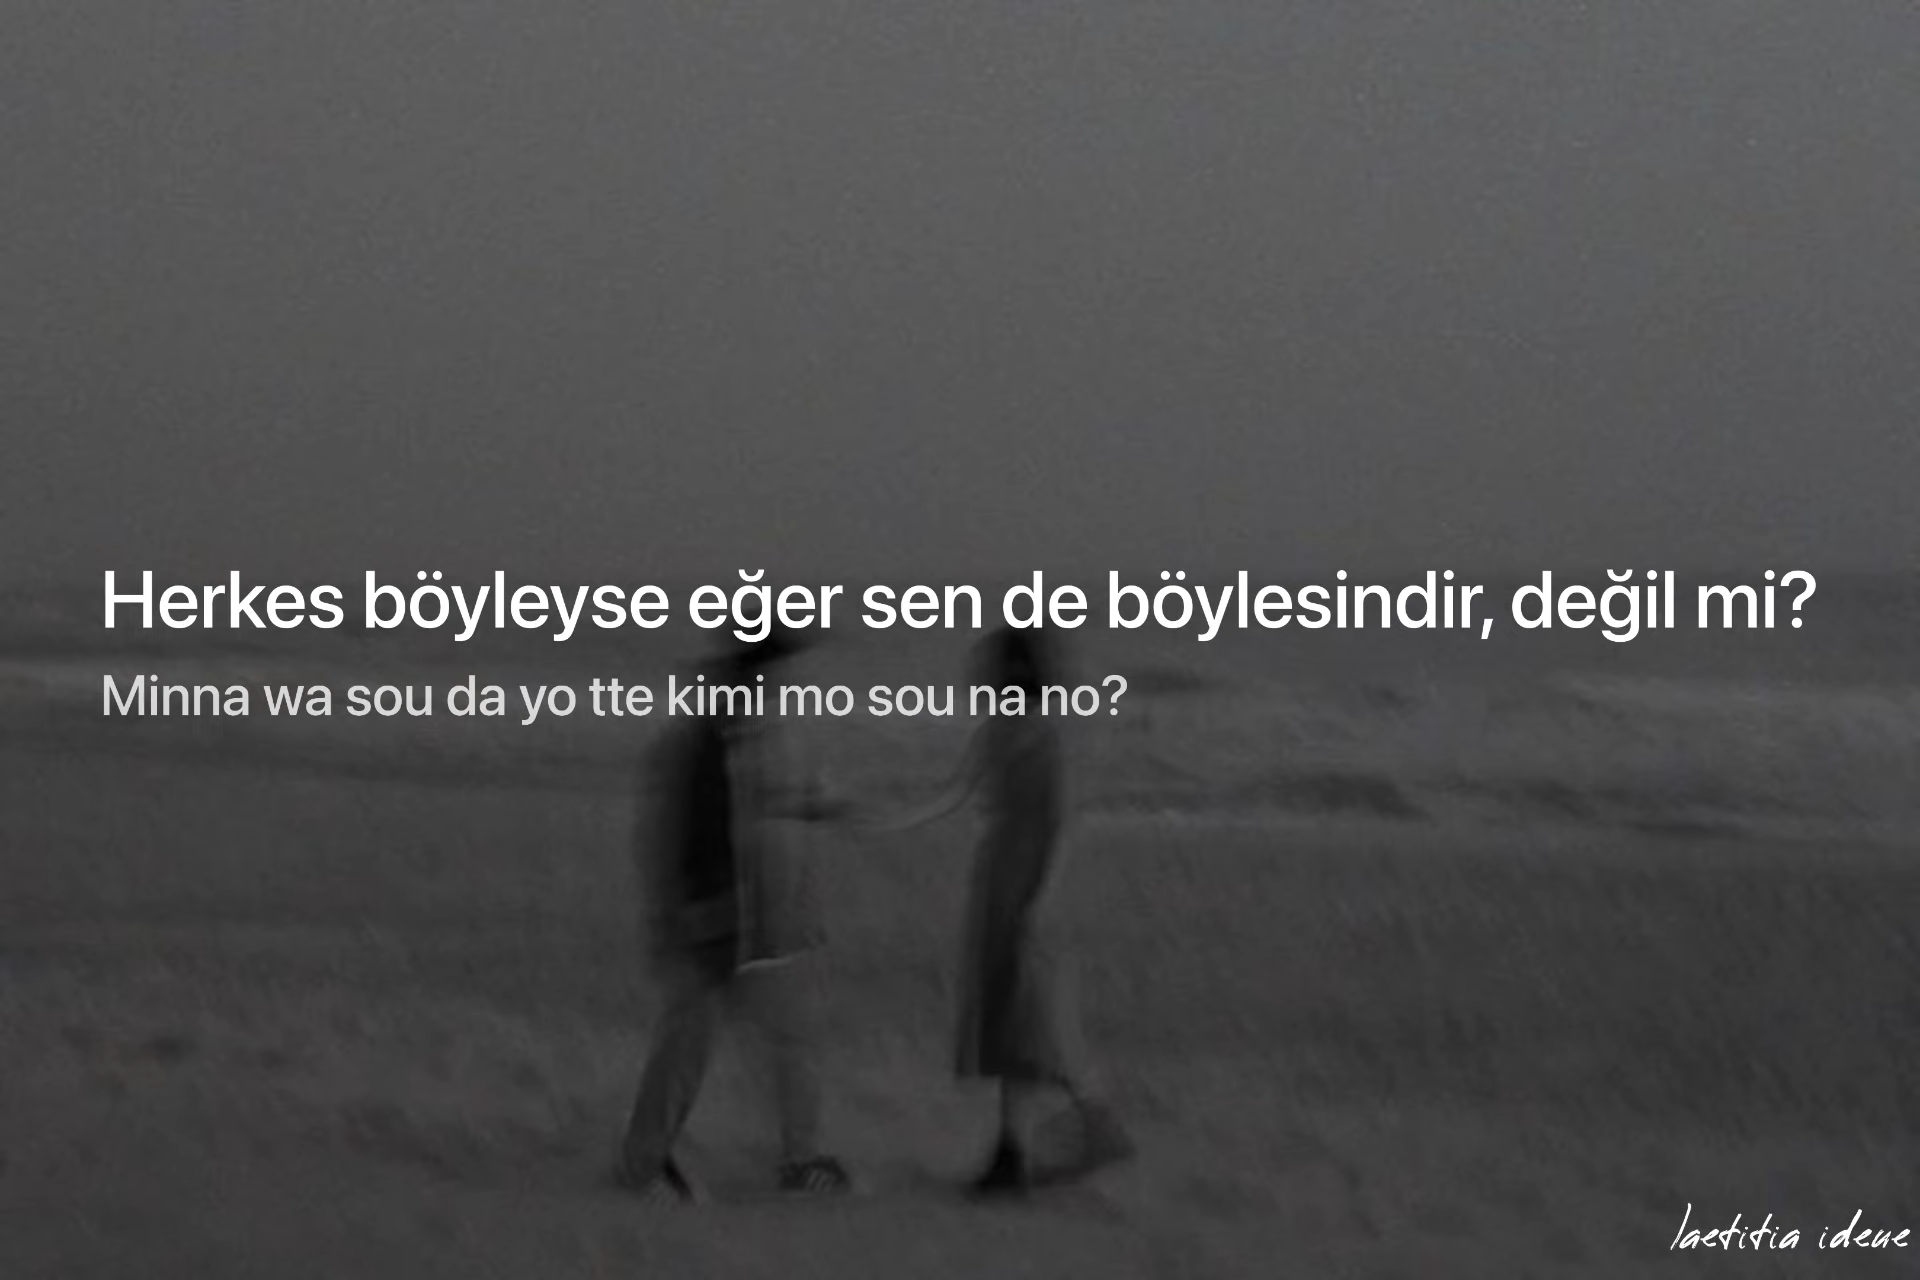 Herkes böyleyse eğer sen de böylesindir, değil mi?
Minna wa sou da yo tte kimi mo sou na no?
laetitia ideue